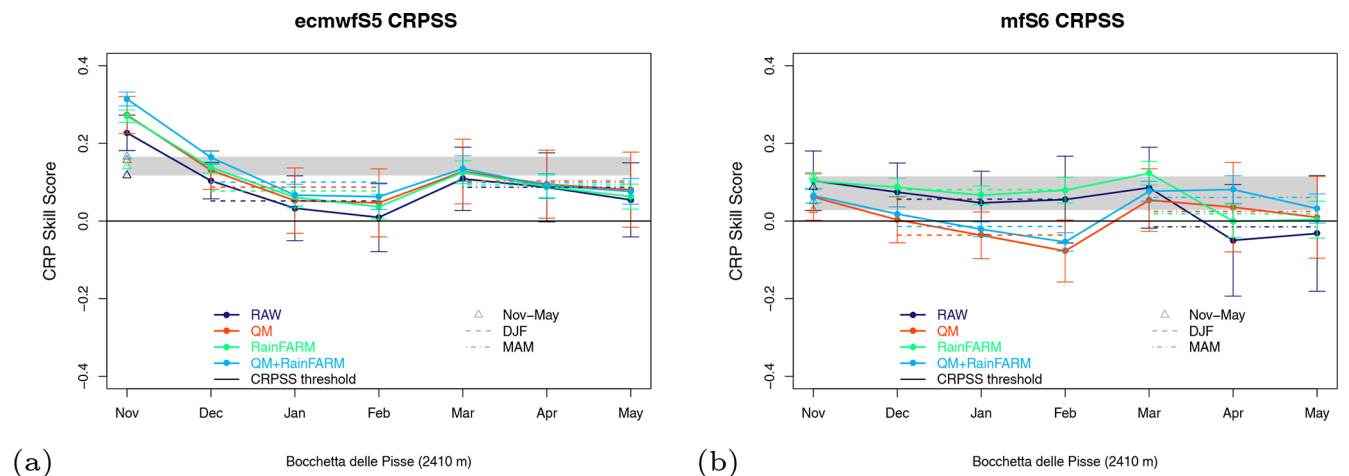 ecmwfS5 CRPSS
CRP Skill Score
0.4
0.2
0.0
−0.2
−0.4
RAW
QM
RainFARM
QM+RainFARM
CRPSS threshold
Nov−May
DJF
MAM
Nov Dec Jan Feb Mar Apr May
(a) Bocchetta delle Pisse (2410 m)
mfS6 CRPSS
CRP Skill Score
0.4
0.2
0.0
−0.2
−0.4
RAW
QM
RainFARM
QM+RainFARM
CRPSS threshold
Nov−May
DJF
MAM
Nov Dec Jan Feb Mar Apr May
(b) Bocchetta delle Pisse (2410 m)